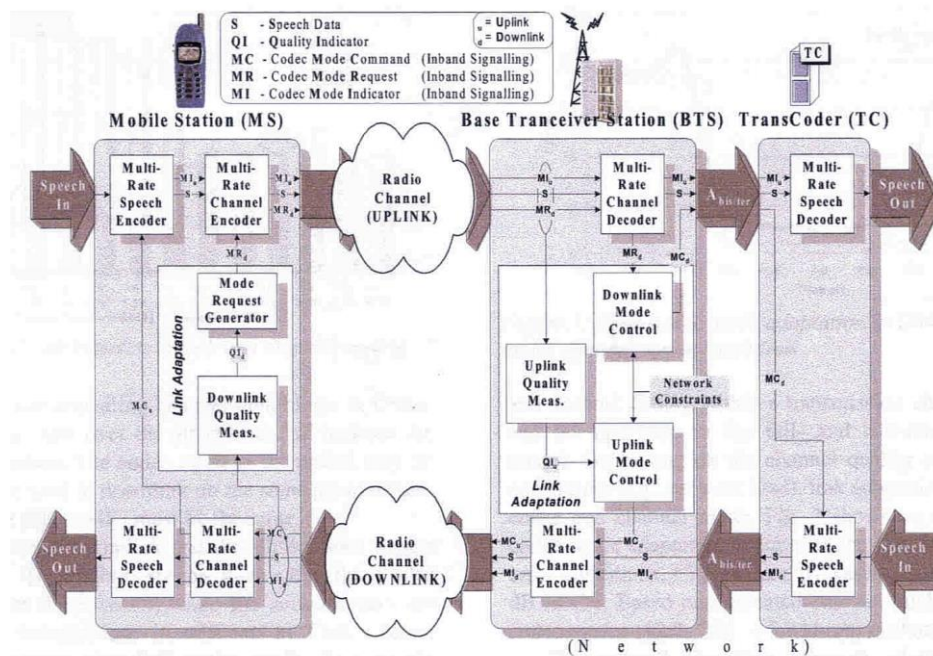 S - Speech Data
QI - Quality Indicator
MC - Codec Mode Command (Inband Signalling)
MR - Codec Mode Request (Inband Signalling)
MI - Codec Mode Indicator (Inband Signalling)
u = Uplink
d = Downlink
TC
Mobile Station (MS)
Base Tranceiver Station (BTS)
TransCoder (TC)
Speech In
Multi-Rate Speech Encoder
MIu
S
Multi-Rate Channel Encoder
MIu
S
MRd
Radio Channel (UPLINK)
MIu
S
MRd
Multi-Rate Channel Decoder
MIu
S
Abis/ter
MIu
S
Multi-Rate Speech Decoder
Speech Out
MRd
MRd
MCd
Mode Request Generator
Downlink Mode Control
Link Adaptation
QId
Uplink Quality Meas.
Network Constraints
MCd
MCu
Downlink Quality Meas.
QIu
Uplink Mode Control
Link Adaptation
Speech Out
Multi-Rate Speech Decoder
S
Multi-Rate Channel Decoder
MCu
S
MId
Radio Channel (DOWNLINK)
MCu
S
MId
Multi-Rate Channel Encoder
MCu
S
MId
Abis/ter
S
MId
Multi-Rate Speech Encoder
Speech In
(Network)